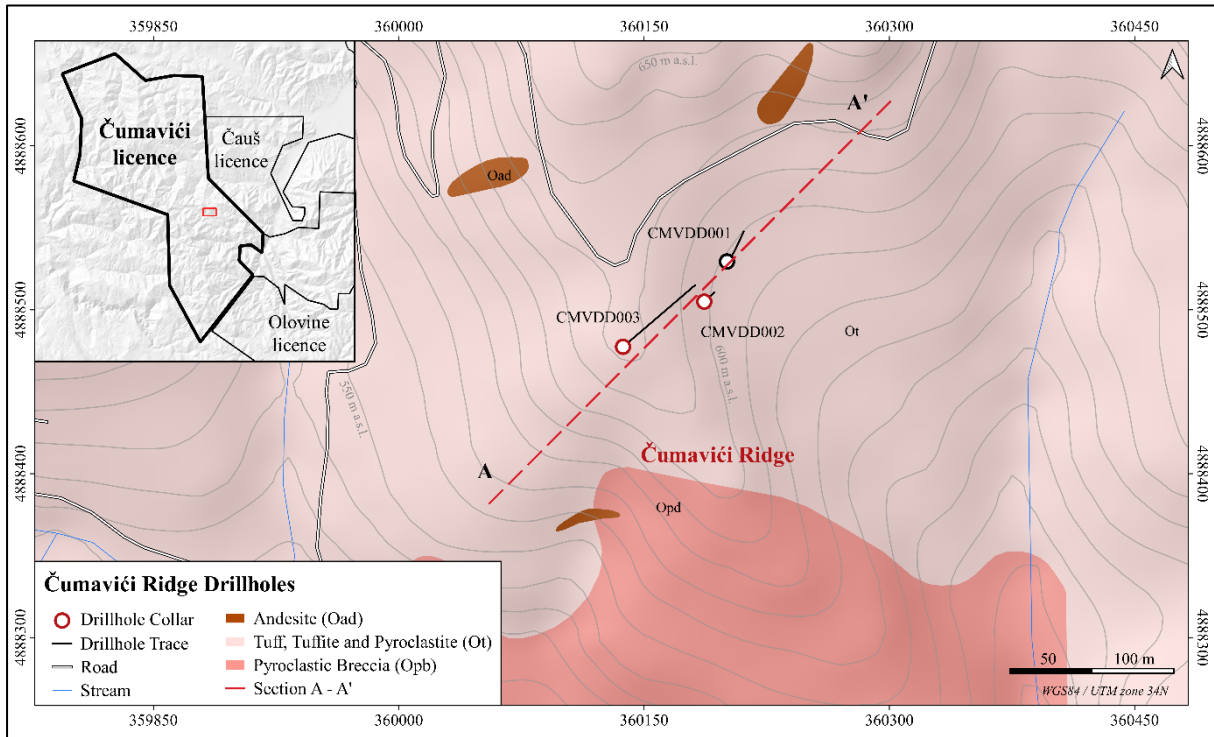 359850 360000 360150 360300 360450
4888600
4888500
4888400
4888300
Čumavići
licence
Čauš
licence
Olovine
licence
650 m a.s.l.
A'
Oad
CMVDD001
CMVDD003
CMVDD002
Ot
600 m a.s.l.
550 m a.s.l.
Čumavići Ridge
A
Opd
4888600
4888500
4888400
4888300
Čumavići Ridge Drillholes
Drillhole Collar
Drillhole Trace
Road
Stream
Andesite (Oad)
Tuff, Tuffite and Pyroclastite (Ot)
Pyroclastic Breccia (Opb)
Section A - A'
50 100 m
WGS84 / UTM zone 34N
359850 360000 360150 360300 360450